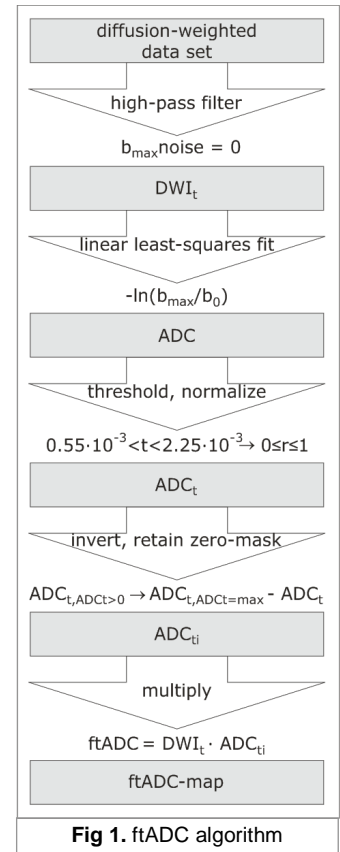 diffusion-weighted
data set
high-pass filter
bₘₐₓnoise = 0
DWIₜ
linear least-squares fit
-ln(bₘₐₓ/b₀)
ADC
threshold, normalize
0.55·10⁻³<t<2.25·10⁻³→ 0≤r≤1
ADCₜ
invert, retain zero-mask
ADC_{t,ADCt>0} → ADC_{t,ADCt=max} - ADCₜ
ADCₜᵢ
multiply
ftADC = DWIₜ · ADCₜᵢ
ftADC-map
Fig 1. ftADC algorithm